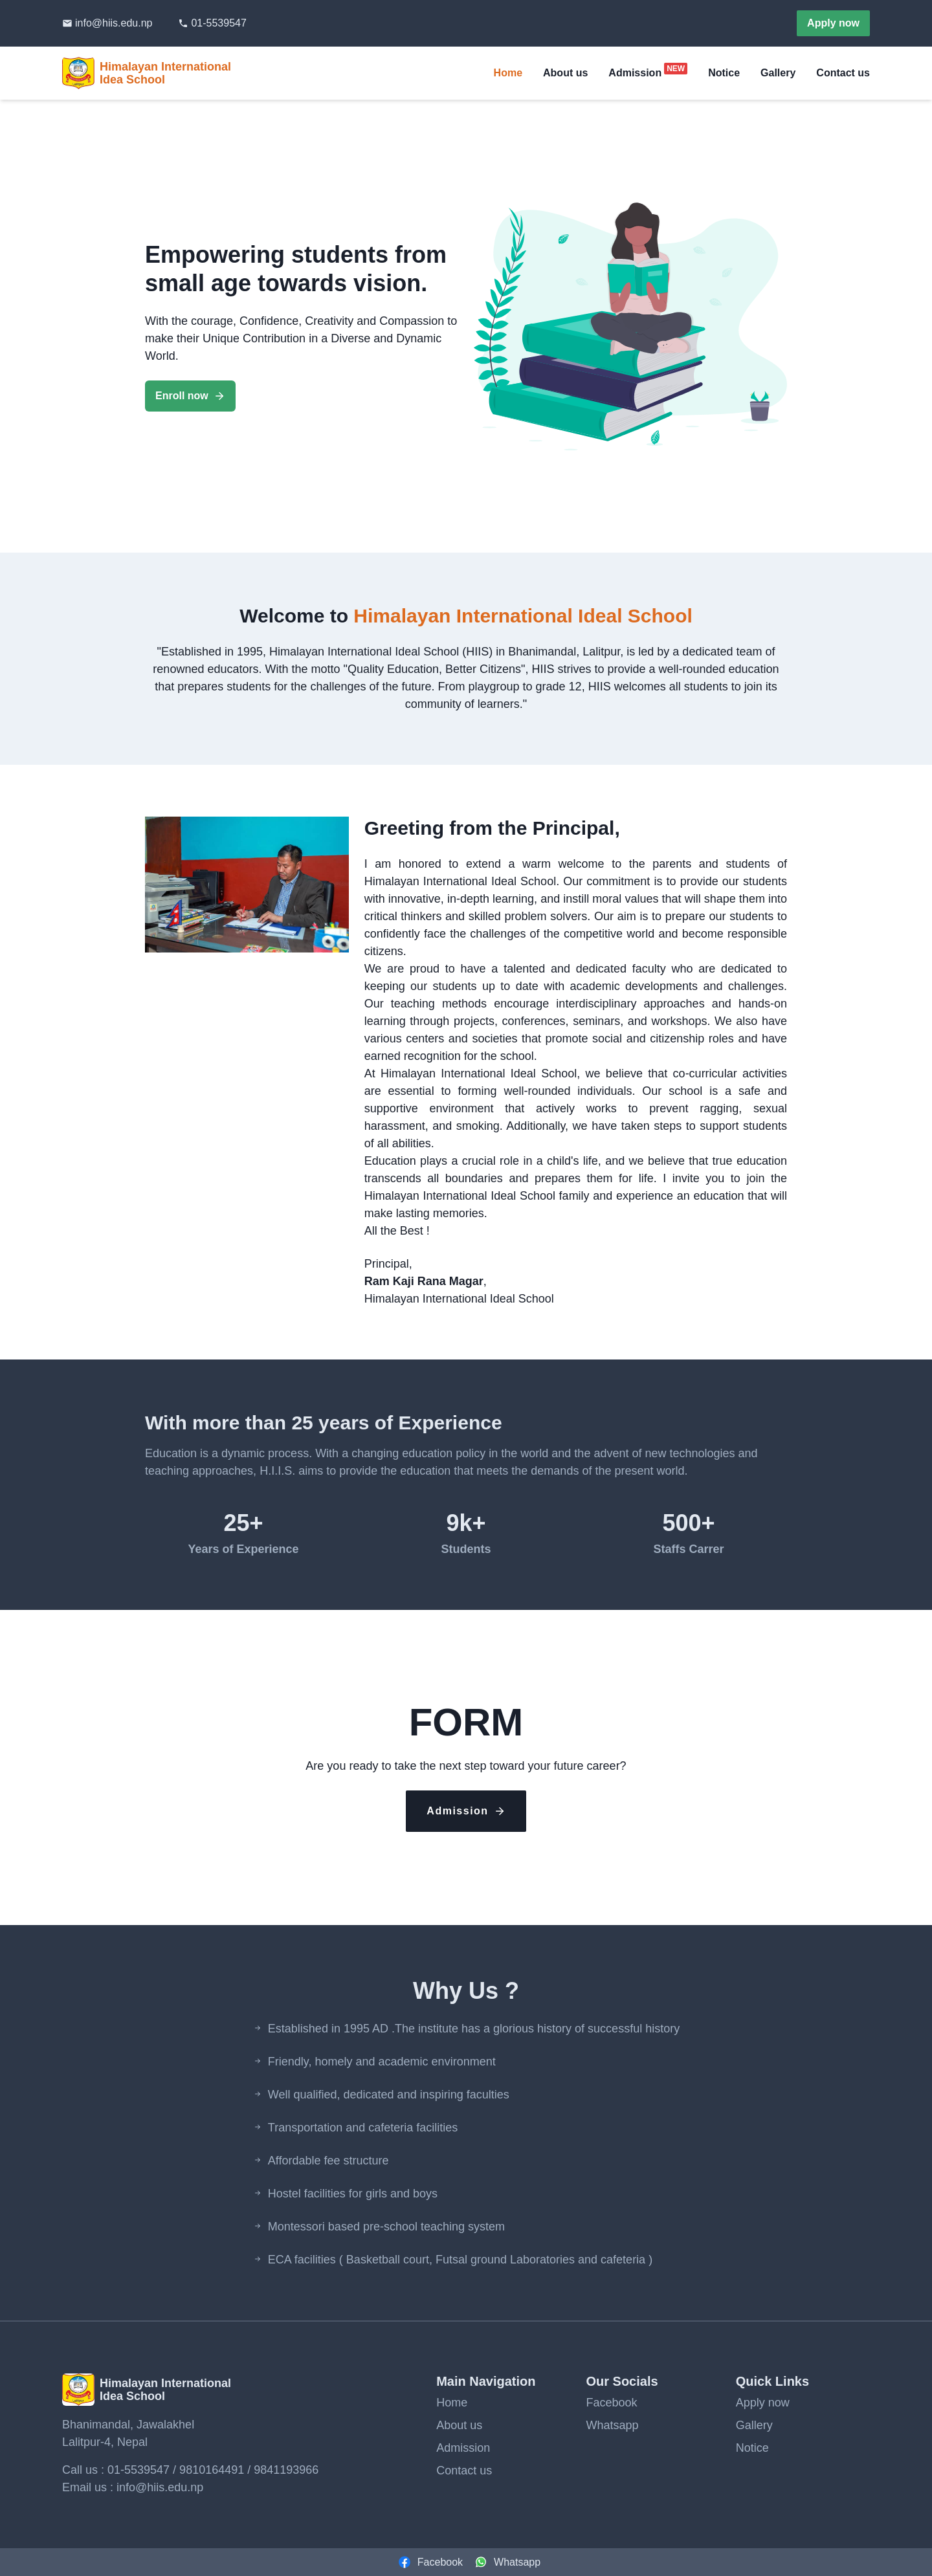 info@hiis.edu.np
01-5539547
Apply now
Himalayan International
Idea School
Home
About us
Admission NEW
Notice
Gallery
Contact us
Empowering students from
small age towards vision.
With the courage, Confidence, Creativity and Compassion to
make their Unique Contribution in a Diverse and Dynamic
World.
Enroll now
Welcome to Himalayan International Ideal School
"Established in 1995, Himalayan International Ideal School (HIIS) in Bhanimandal, Lalitpur, is led by a dedicated team of
renowned educators. With the motto "Quality Education, Better Citizens", HIIS strives to provide a well-rounded education
that prepares students for the challenges of the future. From playgroup to grade 12, HIIS welcomes all students to join its
community of learners."
Greeting from the Principal,
I am honored to extend a warm welcome to the parents and students of
Himalayan International Ideal School. Our commitment is to provide our students
with innovative, in-depth learning, and instill moral values that will shape them into
critical thinkers and skilled problem solvers. Our aim is to prepare our students to
confidently face the challenges of the competitive world and become responsible
citizens.
We are proud to have a talented and dedicated faculty who are dedicated to
keeping our students up to date with academic developments and challenges.
Our teaching methods encourage interdisciplinary approaches and hands-on
learning through projects, conferences, seminars, and workshops. We also have
various centers and societies that promote social and citizenship roles and have
earned recognition for the school.
At Himalayan International Ideal School, we believe that co-curricular activities
are essential to forming well-rounded individuals. Our school is a safe and
supportive environment that actively works to prevent ragging, sexual
harassment, and smoking. Additionally, we have taken steps to support students
of all abilities.
Education plays a crucial role in a child's life, and we believe that true education
transcends all boundaries and prepares them for life. I invite you to join the
Himalayan International Ideal School family and experience an education that will
make lasting memories.
All the Best !
Principal,
Ram Kaji Rana Magar,
Himalayan International Ideal School
With more than 25 years of Experience
Education is a dynamic process. With a changing education policy in the world and the advent of new technologies and
teaching approaches, H.I.I.S. aims to provide the education that meets the demands of the present world.
25+
Years of Experience
9k+
Students
500+
Staffs Carrer
FORM
Are you ready to take the next step toward your future career?
Admission
Why Us ?
Established in 1995 AD .The institute has a glorious history of successful history
Friendly, homely and academic environment
Well qualified, dedicated and inspiring faculties
Transportation and cafeteria facilities
Affordable fee structure
Hostel facilities for girls and boys
Montessori based pre-school teaching system
ECA facilities ( Basketball court, Futsal ground Laboratories and cafeteria )
Himalayan International
Idea School
Bhanimandal, Jawalakhel
Lalitpur-4, Nepal
Call us : 01-5539547 / 9810164491 / 9841193966
Email us : info@hiis.edu.np
Main Navigation
Home
About us
Admission
Contact us
Our Socials
Facebook
Whatsapp
Quick Links
Apply now
Gallery
Notice
Facebook
Whatsapp